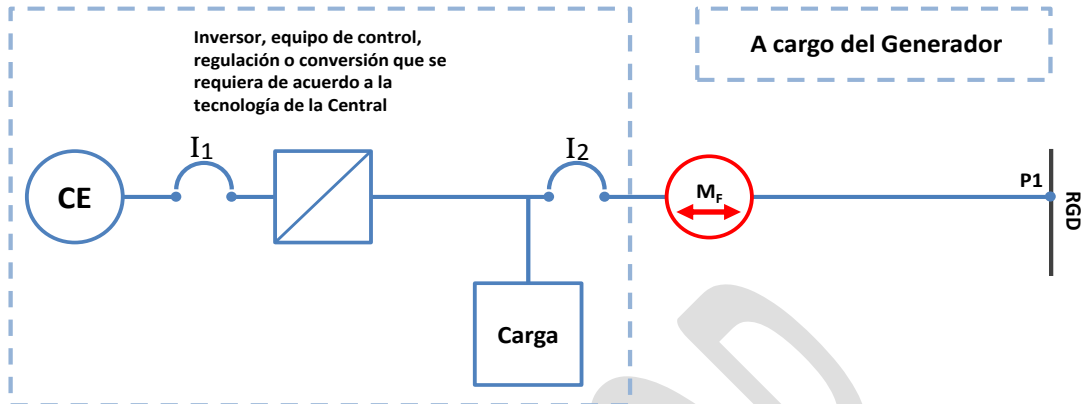 Inversor, equipo de control,
regulación o conversión que se
requiera de acuerdo a la
tecnología de la Central
A cargo del Generador
I1
I2
CE
MF
P1
RGD
Carga